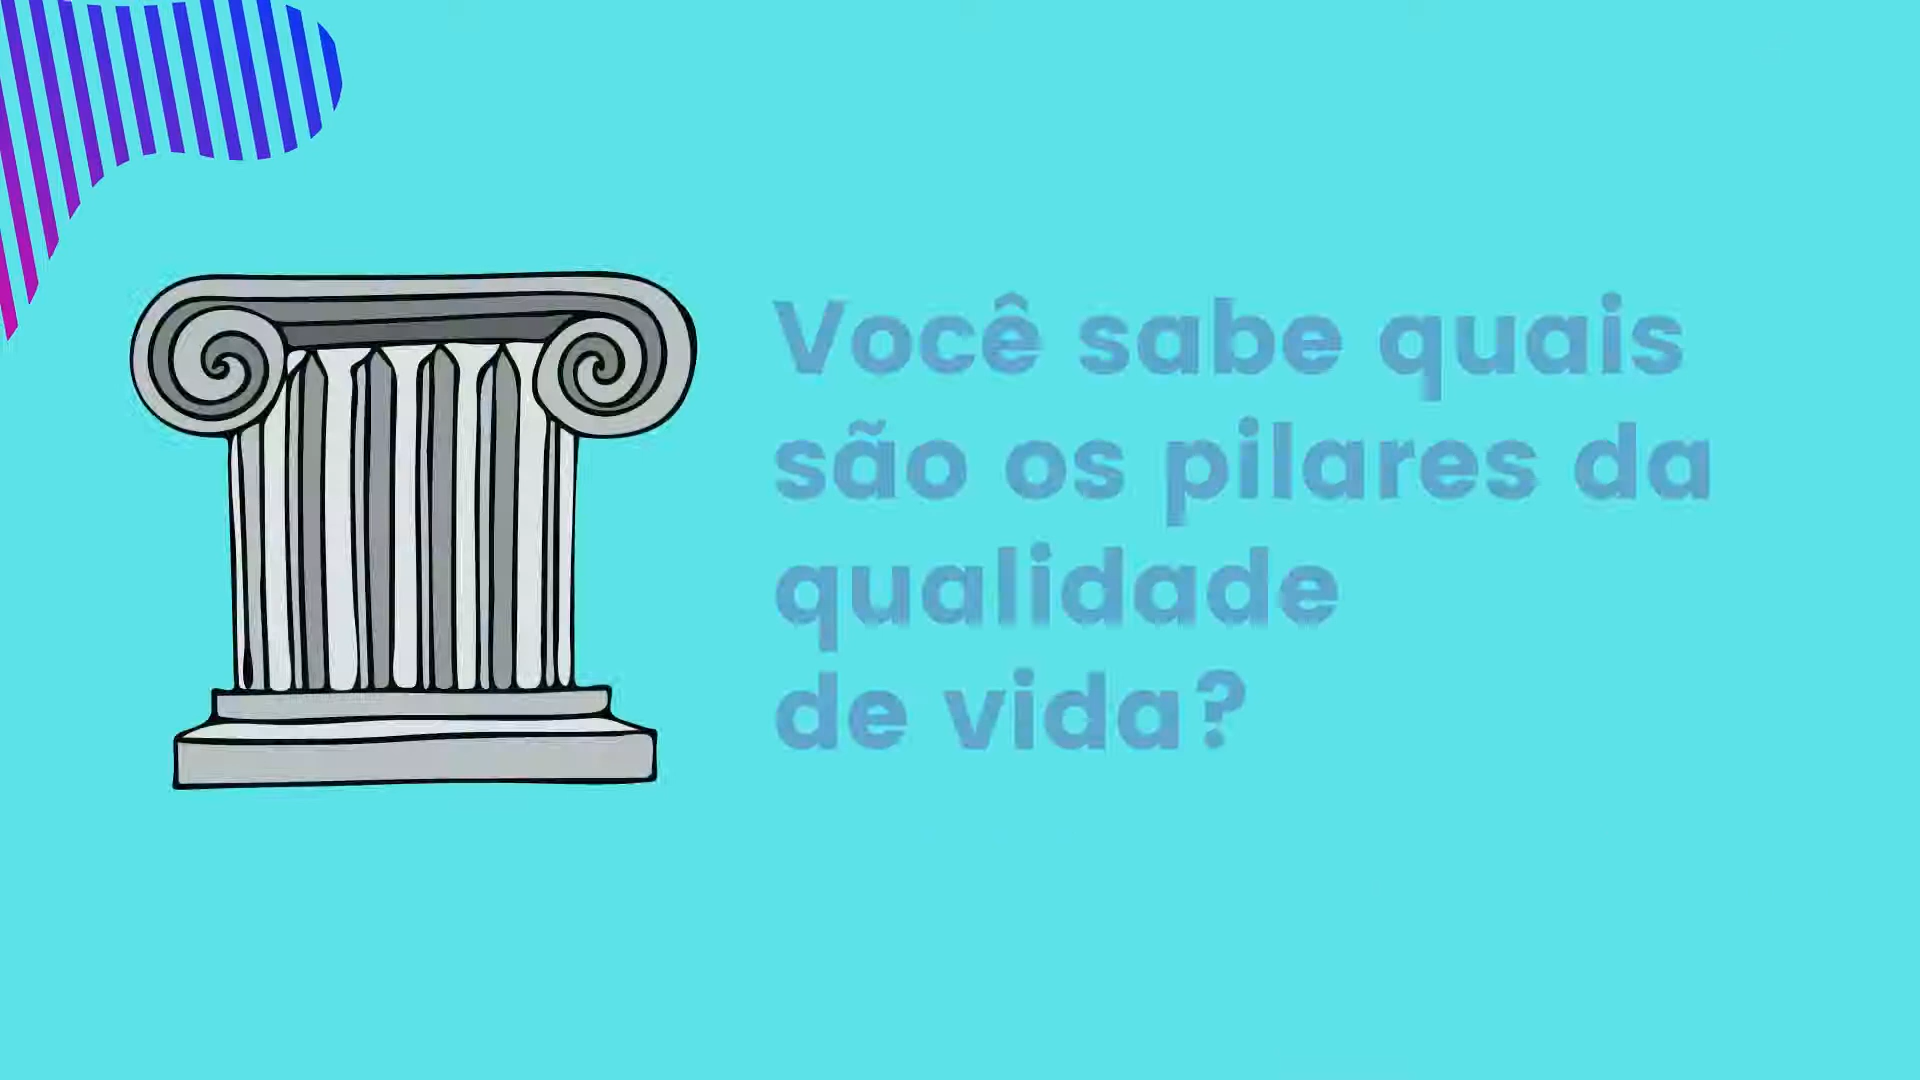 Você sabe quais
são os pilares da
qualidade
de vida?